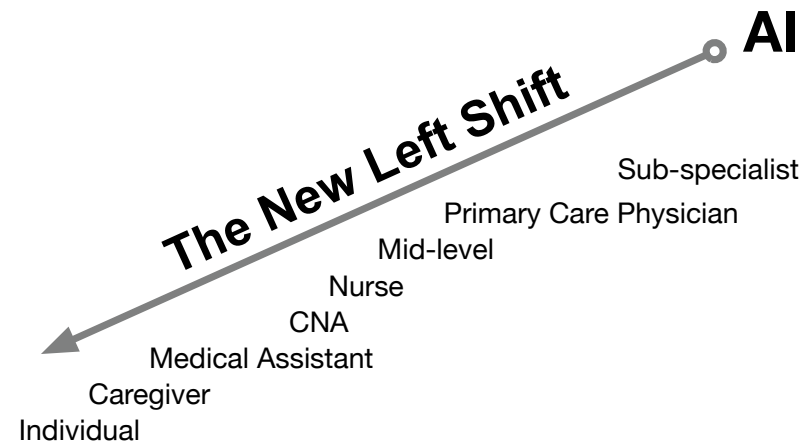 AI
The New Left Shift
Sub-specialist
Primary Care Physician
Mid-level
Nurse
CNA
Medical Assistant
Caregiver
Individual